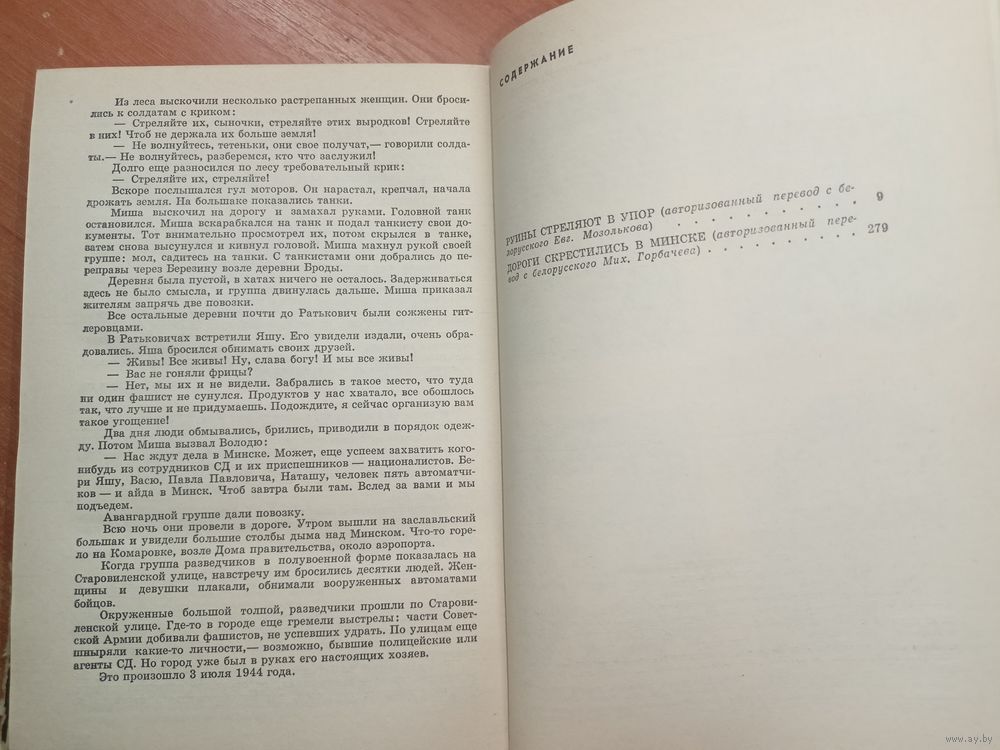 Из леса выскочили несколько растрепанных женщин. Они броси-
лись к солдатам с криком:
— Стреляйте их, сыночки, стреляйте этих выродков! Стреляйте
в них! Чтоб не держала их больше земля!
— Не волнуйтесь, тетеньки, они свое получат,— говорили солда-
ты.— Не волнуйтесь, разберемся, кто что заслужил!
Долго еще разносился по лесу требовательный крик:
— Стреляйте их, стреляйте!
Вскоре послышался гул моторов. Он нарастал, крепчал, начала
дрожать земля. На большаке показались танки.
Миша выскочил на дорогу и замахал руками. Головной танк
остановился. Миша вскарабкался на танк и подал танкисту свои до-
кументы. Тот внимательно просмотрел их, потом скрылся в танке,
затем снова высунулся и кивнул головой. Миша махнул рукой своей
группе: мол, садитесь на танки. С танкистами они добрались до пе-
реправы через Березину возле деревни Броды.
Деревня была пустой, в хатах ничего не осталось. Задерживаться
здесь не было смысла, и группа двинулась дальше. Миша приказал
жителям запрячь две повозки.
Все остальные деревни почти до Ратькович были сожжены гит-
леровцами.
В Ратьковичах встретили Яшу. Его увидели издали, очень обра-
довались. Яша бросился обнимать своих друзей.
— Живы! Все живы! Ну, слава богу! И мы все живы!
— Вас не гоняли фрицы?
— Нет, мы их и не видели. Забрались в такое место, что туда
ни один фашист не сунулся. Продуктов у нас хватало, все обошлось
так, что лучше и не придумаешь. Подождите, я сейчас организую вам
такое угощение!
Два дня люди обмывались, брились, приводили в порядок одеж-
ду. Потом Миша вызвал Володю:
— Нас ждут дела в Минске. Может, еще успеем захватить кого-
нибудь из сотрудников СД и их приспешников — националистов. Бе-
ри Яшу, Васю, Павла Павловича, Наташу, человек пять автоматчи-
ков — и айда в Минск. Чтоб завтра были там. Вслед за вами и мы
подъедем.
Авангардной группе дали повозку.
Всю ночь они провели в дороге. Утром вышли на заславльский
большак и увидели большие столбы дыма над Минском. Что-то горе-
ло на Комаровке, возле Дома правительства, около аэропорта.
Когда группа разведчиков в полувоенной форме показалась на
Старовиленской улице, навстречу им бросились десятки людей. Жен-
щины и девушки плакали, обнимали вооруженных автоматами
бойцов.
Окруженные большой толпой, разведчики прошли по Старови-
ленской улице. Где-то в городе еще гремели выстрелы: части Совет-
ской Армии добивали фашистов, не успевших удрать. По улицам еще
шныряли какие-то личности,— возможно, бывшие полицейские или
агенты СД. Но город уже был в руках его настоящих хозяев.
Это произошло 3 июля 1944 года.
СОДЕРЖАНИЕ
РУИНЫ СТРЕЛЯЮТ В УПОР (авторизованный перевод с бе-
лорусского Евг. Мозолькова) . . . . . . . . . . 9
ДОРОГИ СКРЕСТИЛИСЬ В МИНСКЕ (авторизованный пере-
вод с белорусского Мих. Горбачева) . . . . . . . . 279
www.ay.by